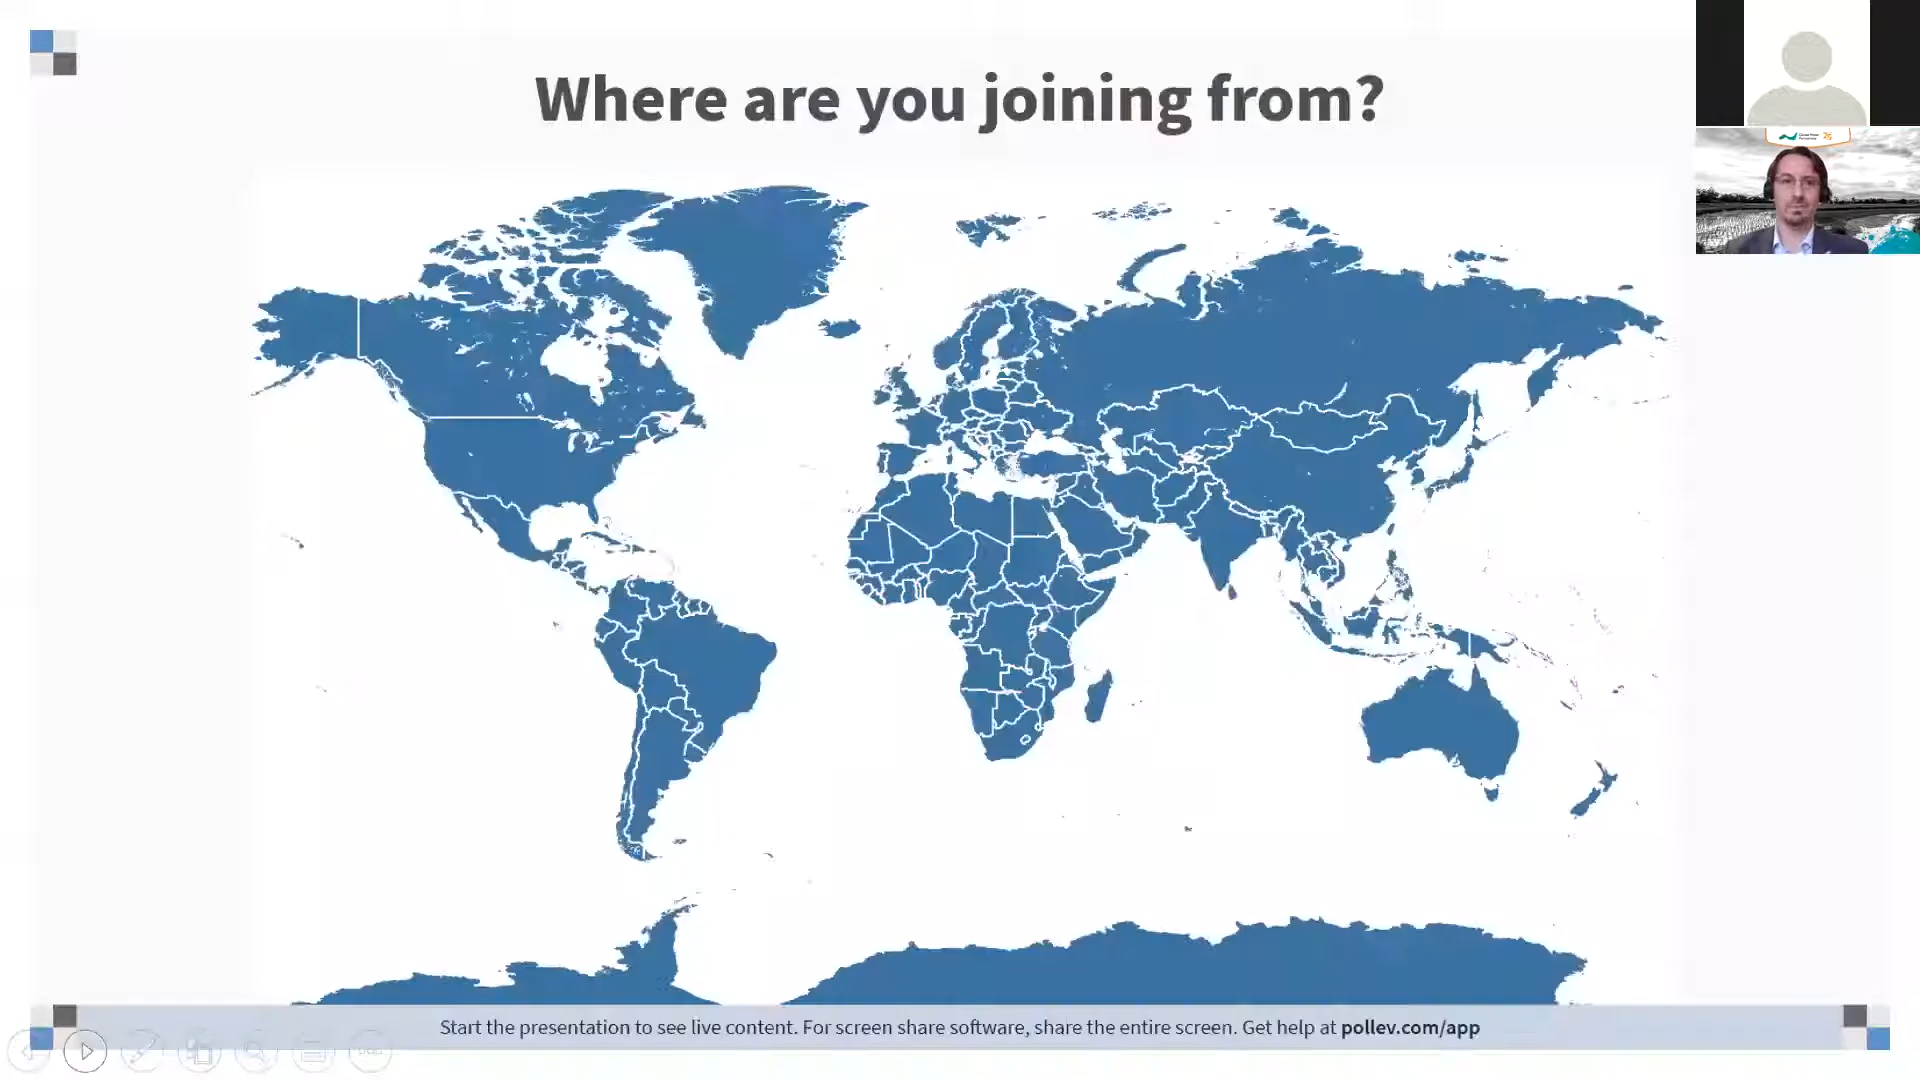 Where are you joining from?
Start the presentation to see live content. For screen share software, share the entire screen. Get help at pollev.com/app